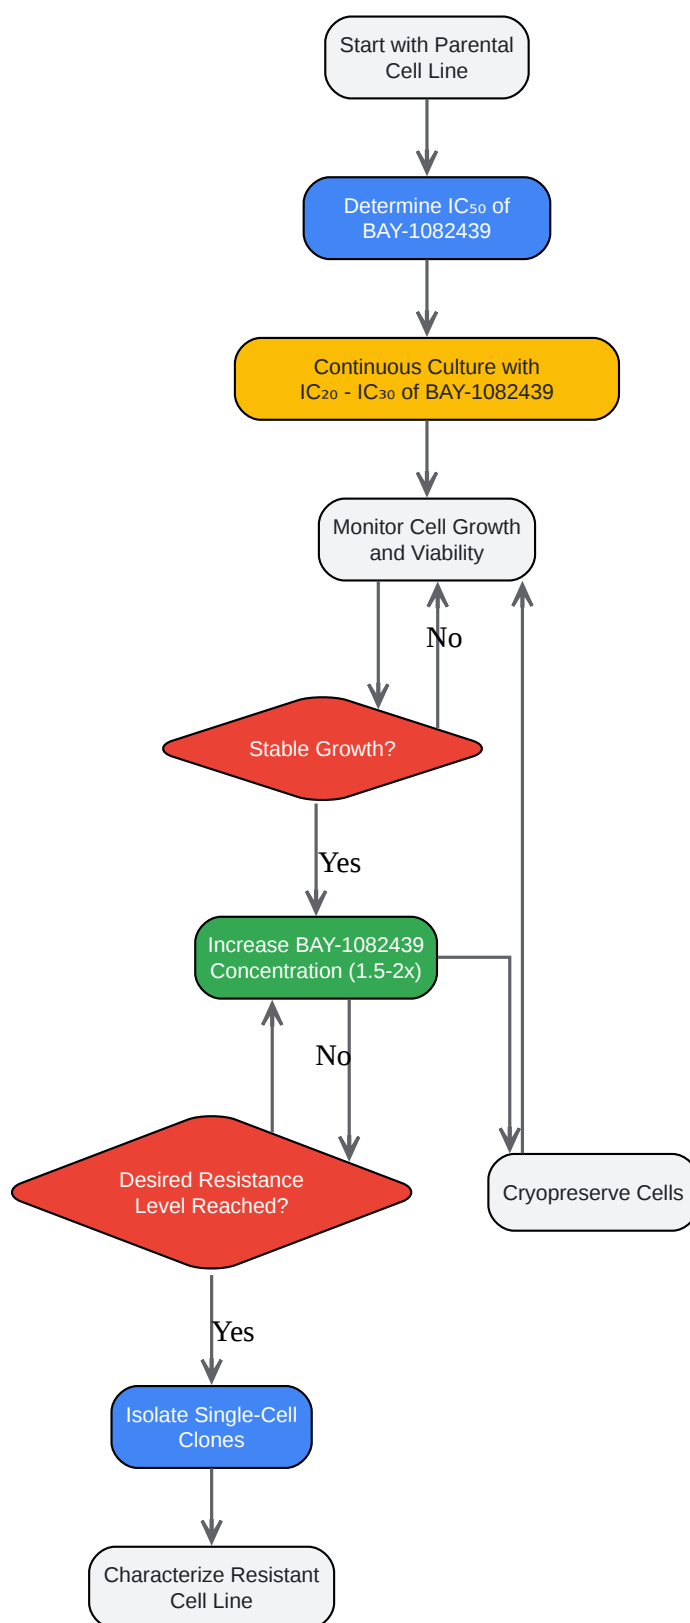 Start with Parental
Cell Line
Determine IC₅₀ of
BAY-1082439
Continuous Culture with
IC₂₀ - IC₃₀ of BAY-1082439
Monitor Cell Growth
and Viability
No
Stable Growth?
Yes
Increase BAY-1082439
Concentration (1.5-2x)
No
Desired Resistance
Level Reached?
Cryopreserve Cells
Yes
Isolate Single-Cell
Clones
Characterize Resistant
Cell Line